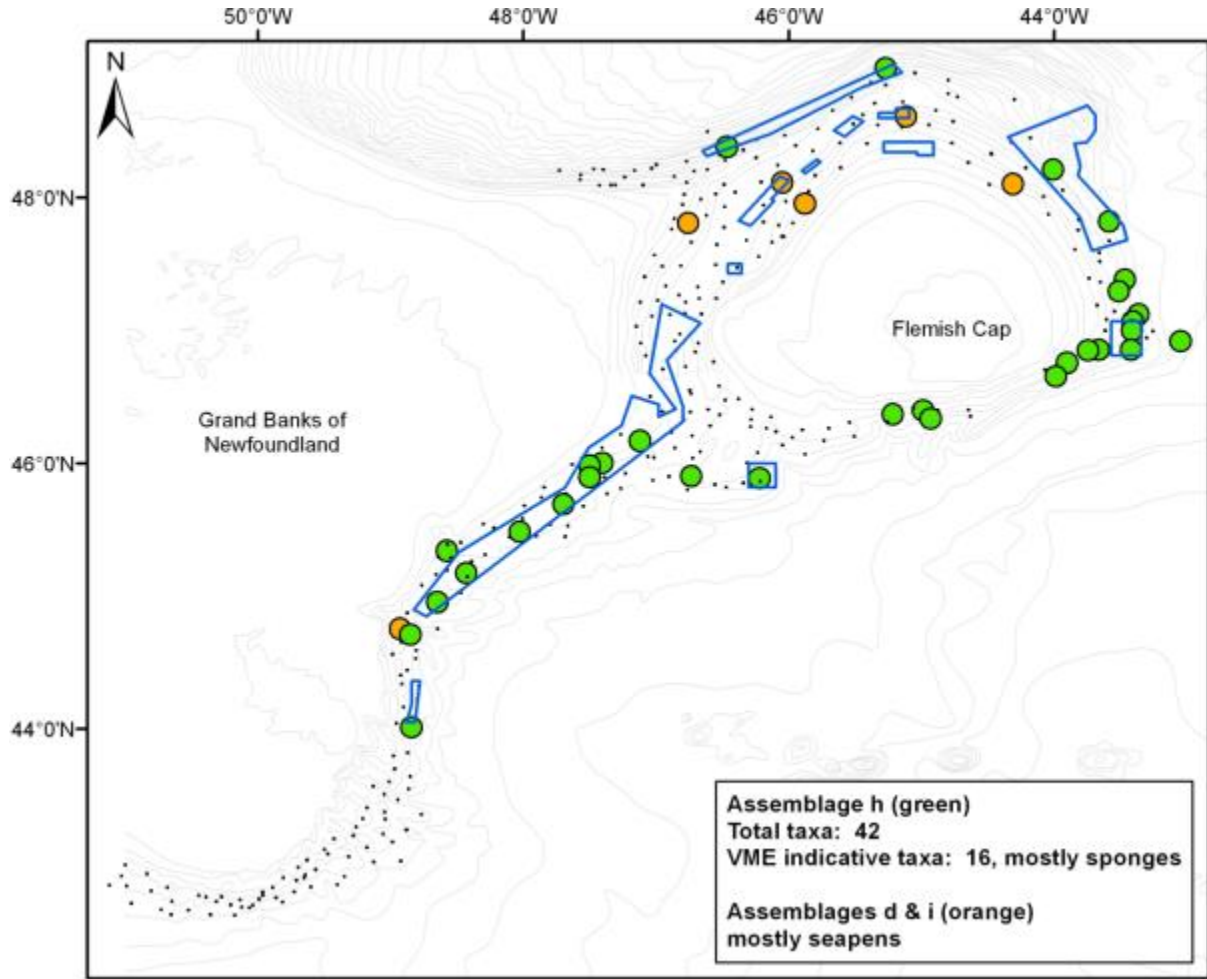 50°0'W 48°0'W 46°0'W 44°0'W
N
48°0'N
Flemish Cap
Grand Banks of
Newfoundland
46°0'N
44°0'N
Assemblage h (green)
Total taxa: 42
VME indicative taxa: 16, mostly sponges
Assemblages d & i (orange)
mostly seapens